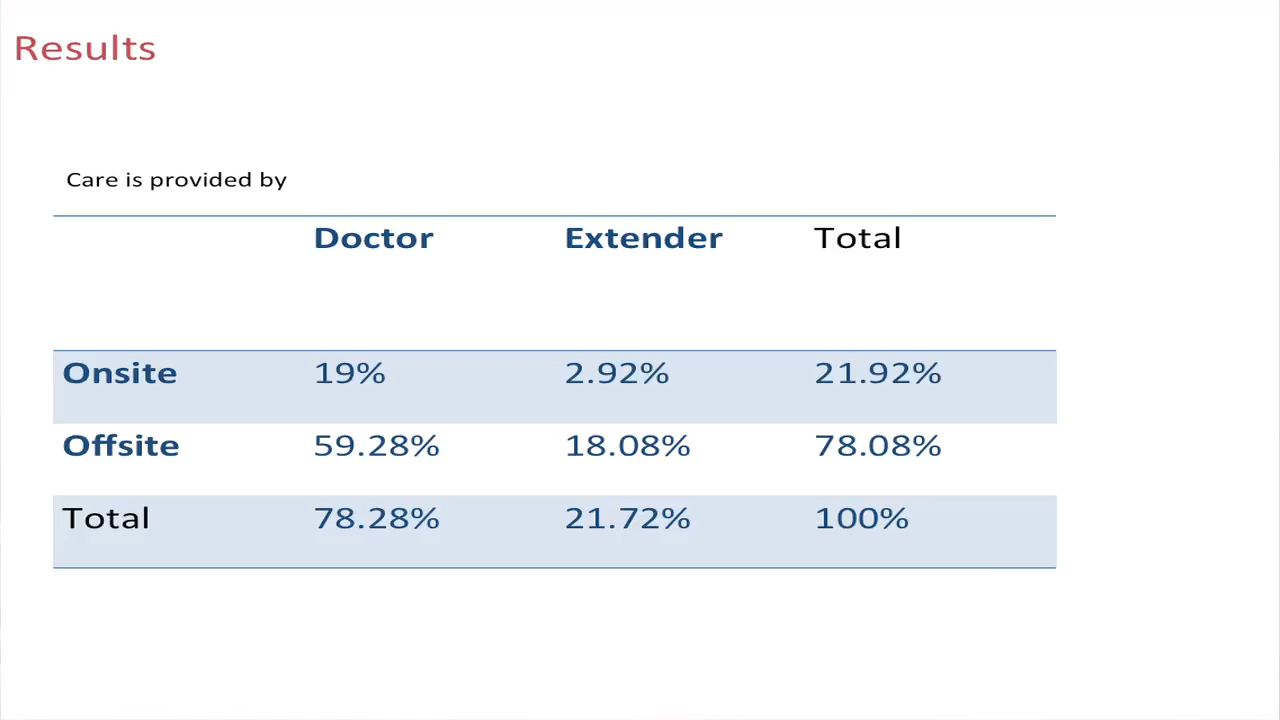 Results
Care is provided by
Doctor Extender Total
Onsite 19% 2.92% 21.92%
Offsite 59.28% 18.08% 78.08%
Total 78.28% 21.72% 100%